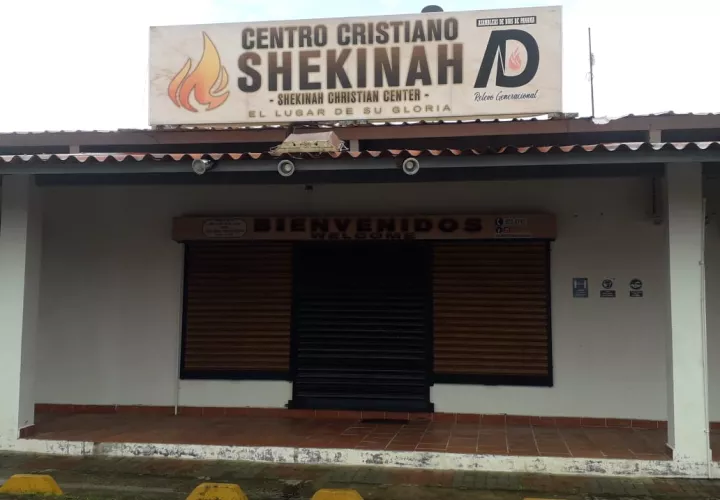 CENTRO CRISTIANO
SHEKINAH
- SHEKINAH CHRISTIAN CENTER -
EL LUGAR DE SU GLORIA
ASAMBLEAS DE DIOS DE PANAMÁ
AD
Relevo Generacional
BIENVENIDOS
WELCOME